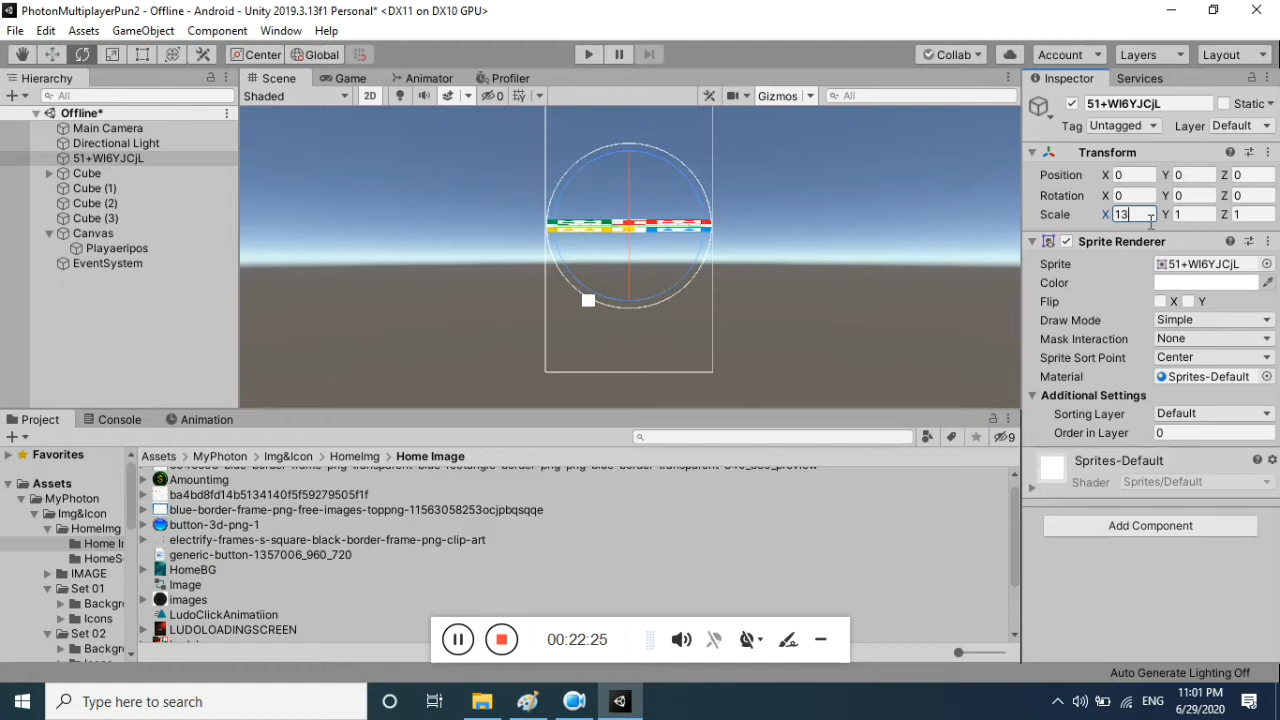 PhotonMultiplayerPun2 - Offline - Android - Unity 2019.3.13f1 Personal* <DX11 on DX10 GPU>
File Edit Assets GameObject Component Window Help
Center Global Collab Account Layers Layout
Hierarchy Scene Game Animator Profiler Inspector Services
All Shaded 2D 0 Gizmos All
51+WI6YJCjL Static
Tag Untagged Layer Default
Offline*
Main Camera
Directional Light
51+WI6YJCjL
Cube
Cube (1)
Cube (2)
Cube (3)
Canvas
Playaeripos
EventSystem
Transform
Position X 0 Y 0 Z 0
Rotation X 0 Y 0 Z 0
Scale X 13 Y 1 Z 1
Sprite Renderer
Sprite 51+WI6YJCjL
Color
Flip X Y
Draw Mode Simple
Mask Interaction None
Sprite Sort Point Center
Material Sprites-Default
Additional Settings
Sorting Layer Default
Order in Layer 0
Sprites-Default
Shader Sprites/Default
Add Component
Project Console Animation
9
Favorites
Assets
MyPhoton
Img&Icon
HomeImg
Home Ir
HomeS
IMAGE
Set 01
Backgr
Icons
Set 02
Backgr
Assets MyPhoton Img&Icon HomeImg Home Image
Amountimg
ba4bd8fd14b5134140f5f59279505f1f
blue-border-frame-png-free-images-toppng-11563058253ocjpbqsqqe
button-3d-png-1
electrify-frames-s-square-black-border-frame-png-clip-art
generic-button-1357006_960_720
HomeBG
Image
images
LudoClickAnimatiion
LUDOLOADINGSCREEN
00:22:25
Auto Generate Lighting Off
Type here to search
ENG
11:01 PM
6/29/2020